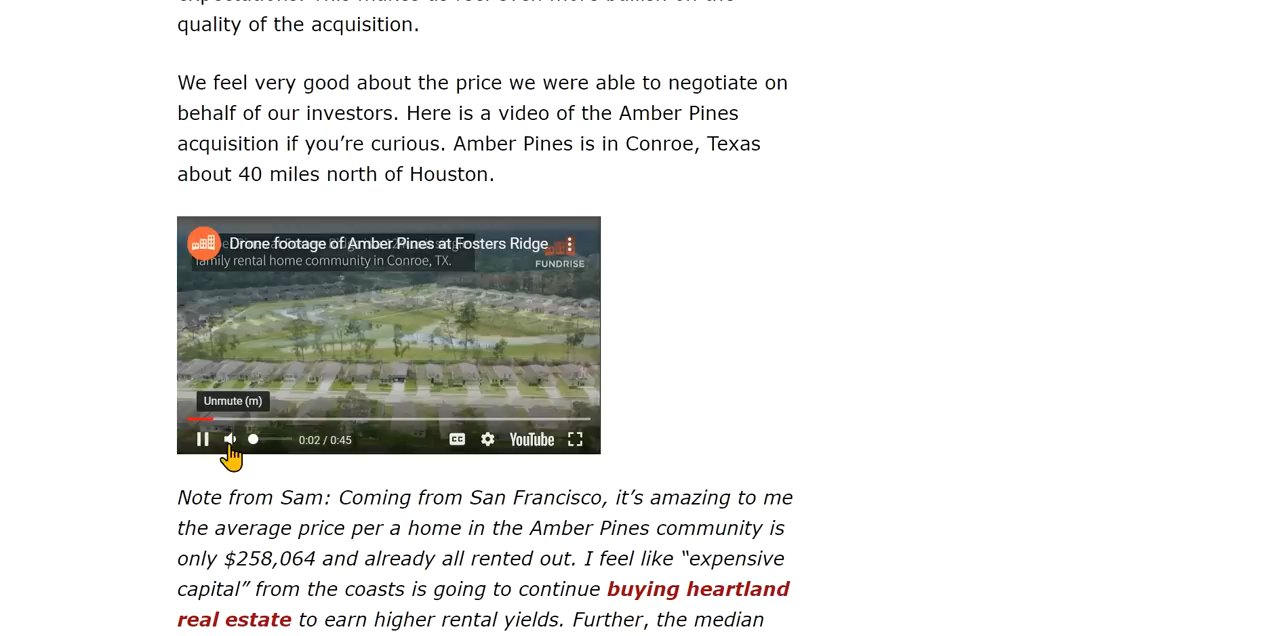 quality of the acquisition.
We feel very good about the price we were able to negotiate on
behalf of our investors. Here is a video of the Amber Pines
acquisition if you’re curious. Amber Pines is in Conroe, Texas
about 40 miles north of Houston.
Drone footage of Amber Pines at Fosters Ridge
family rental home community in Conroe, TX.
FUNDRISE
Unmute (m)
0:02 / 0:45
CC
YouTube
Note from Sam: Coming from San Francisco, it’s amazing to me
the average price per a home in the Amber Pines community is
only $258,064 and already all rented out. I feel like “expensive
capital” from the coasts is going to continue buying heartland
real estate to earn higher rental yields. Further, the median